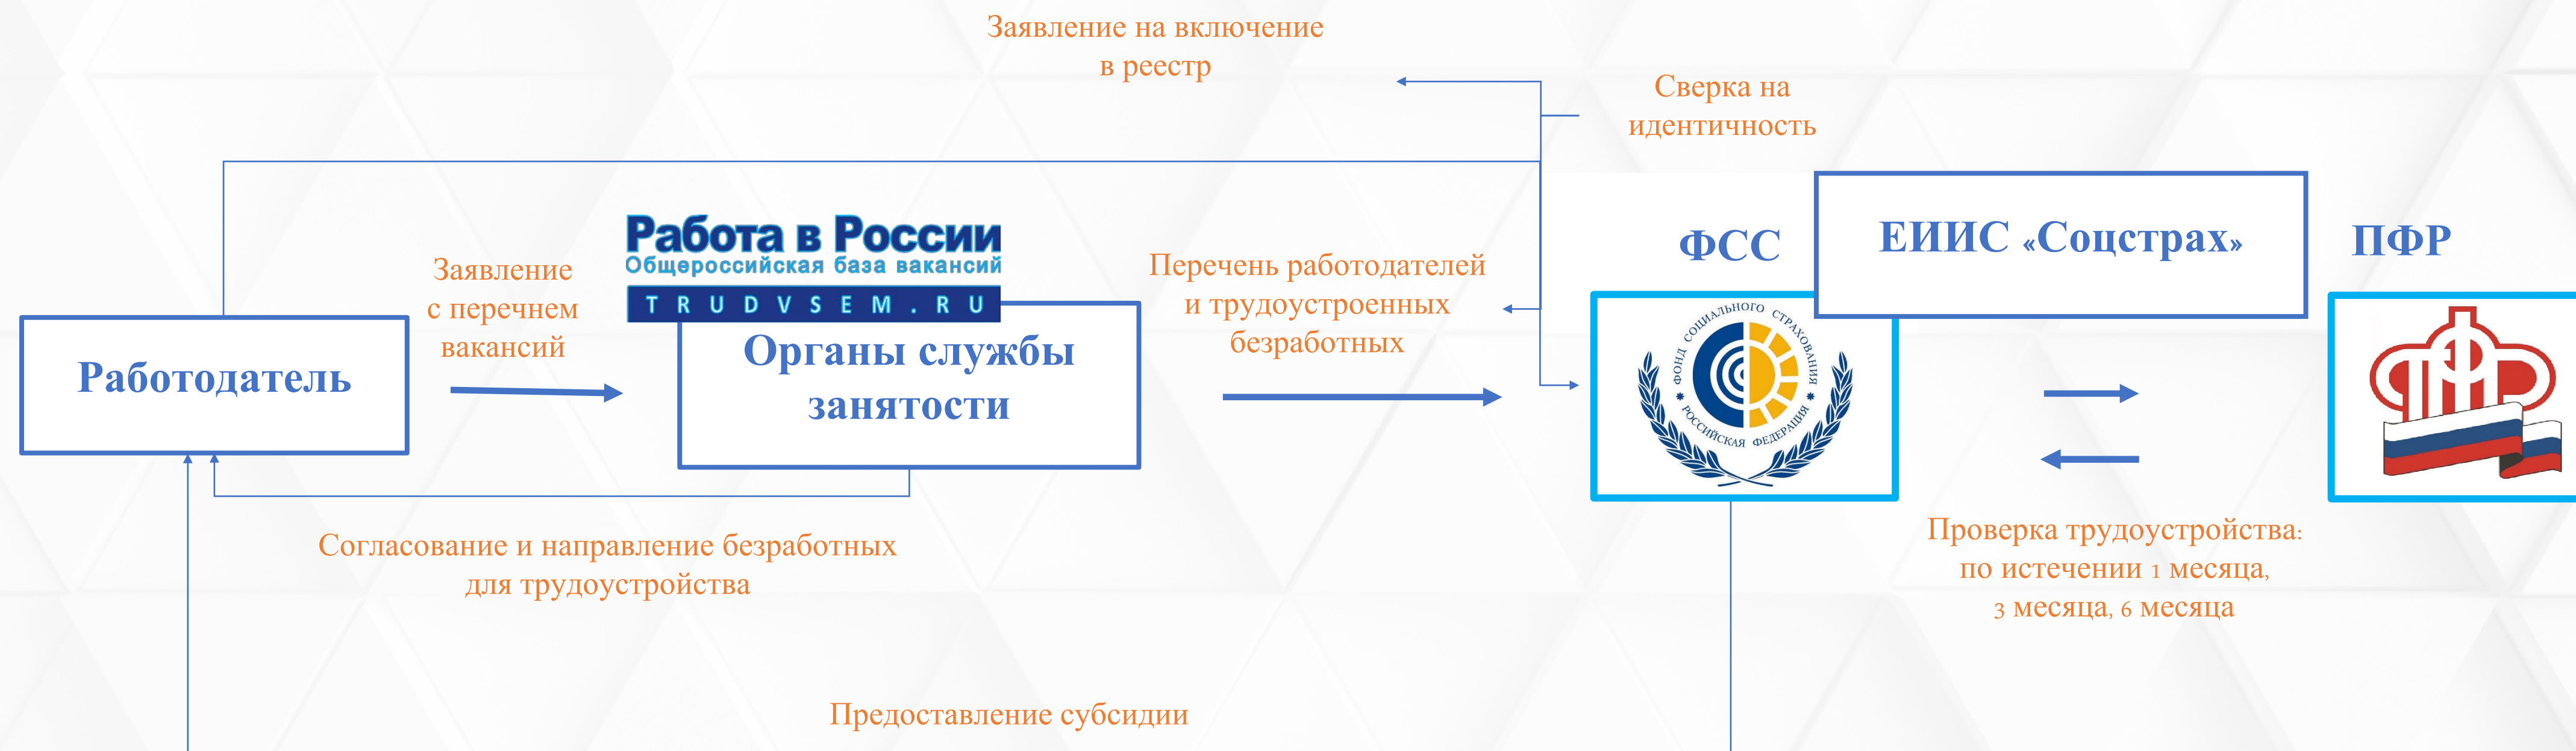 Заявление на включение
в реестр
Сверка на
идентичность
Работодатель
Заявление
с перечнем
вакансий
Работа в России
Общероссийская база вакансий
TRUDVSEM.RU
Органы службы
занятости
Перечень работодателей
и трудоустроенных
безработных
ФСС
ЕИИС «Соцстрах»
ПФР
ФОНД СОЦИАЛЬНОГО СТРАХОВАНИЯ
РОССИЙСКАЯ ФЕДЕРАЦИЯ
Согласование и направление безработных
для трудоустройства
Проверка трудоустройства:
по истечении 1 месяца,
3 месяца, 6 месяца
Предоставление субсидии